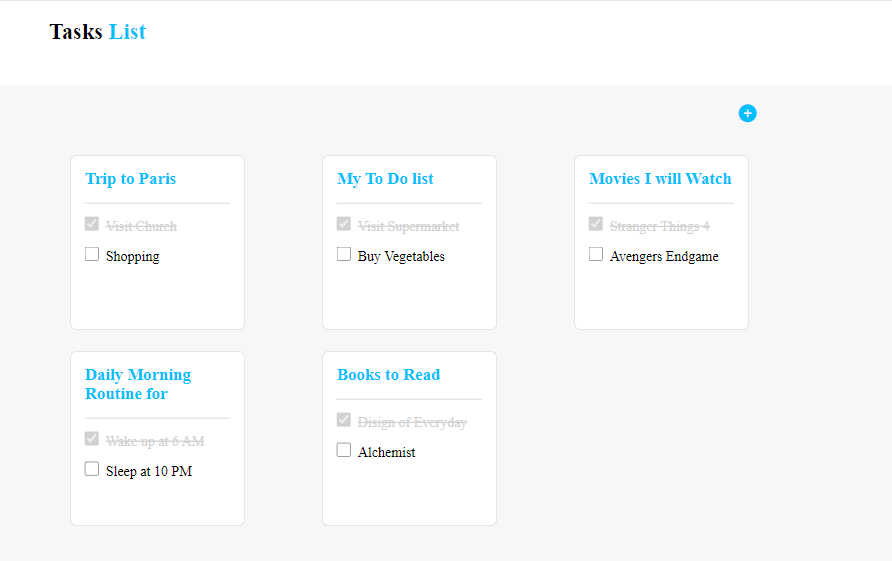 Tasks List
Trip to Paris
Visit Church
Shopping
My To Do list
Visit Supermarket
Buy Vegetables
Movies I will Watch
Stranger Things 4
Avengers Endgame
Daily Morning
Routine for
Wake up at 6 AM
Sleep at 10 PM
Books to Read
Disign of Everyday
Alchemist